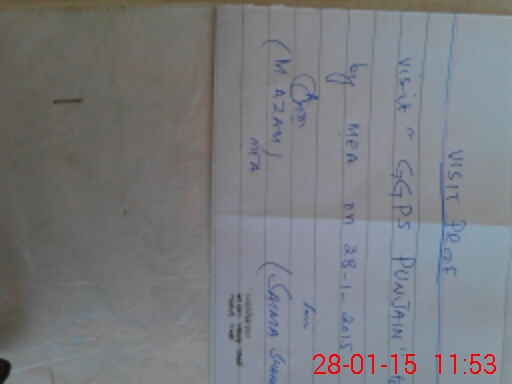 VISIT PROOF
Visit " GGPS PUNJAIN"
by MEA on 28-1-2015
(M. AZAM)
MEA
(SAIMA
28-01-15 11:53